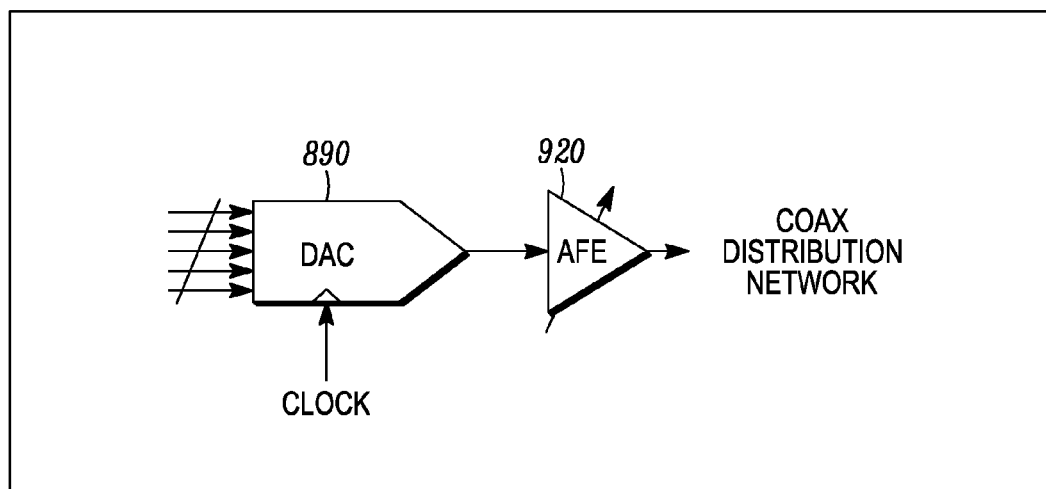 890
920
DAC
AFE
COAX
DISTRIBUTION
NETWORK
CLOCK